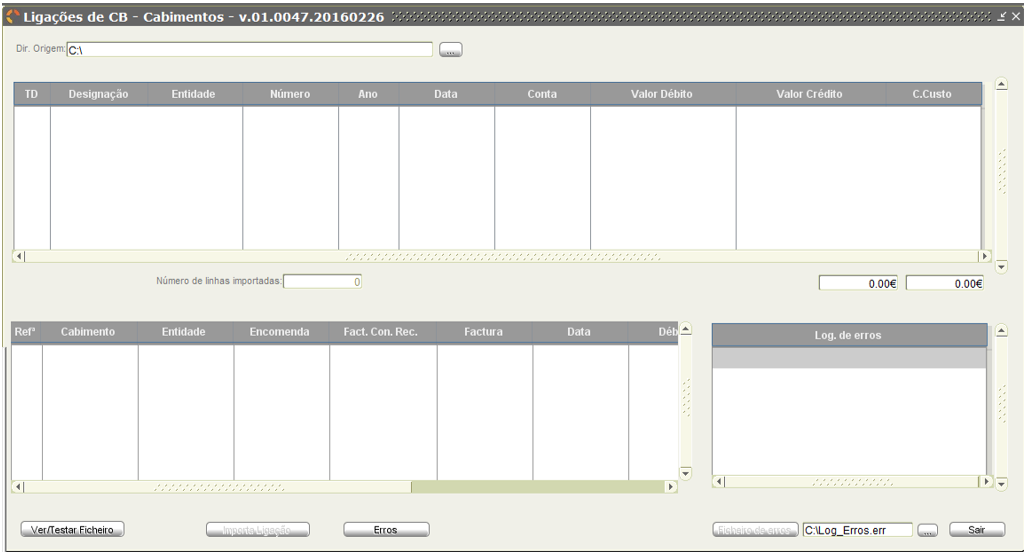 Ligações de CB - Cabimentos - v.01.0047.20160226
Dir. Origem: C:\ ...
TD Designação Entidade Número Ano Data Conta Valor Débito Valor Crédito C.Custo
Número de linhas importadas: 0 0.00€ 0.00€
Refª Cabimento Entidade Encomenda Fact. Con. Rec. Factura Data Déb
Log. de erros
Ver/Testar Ficheiro Importa Ligação Erros Ficheiro de erros C:\Log_Erros.err ... Sair